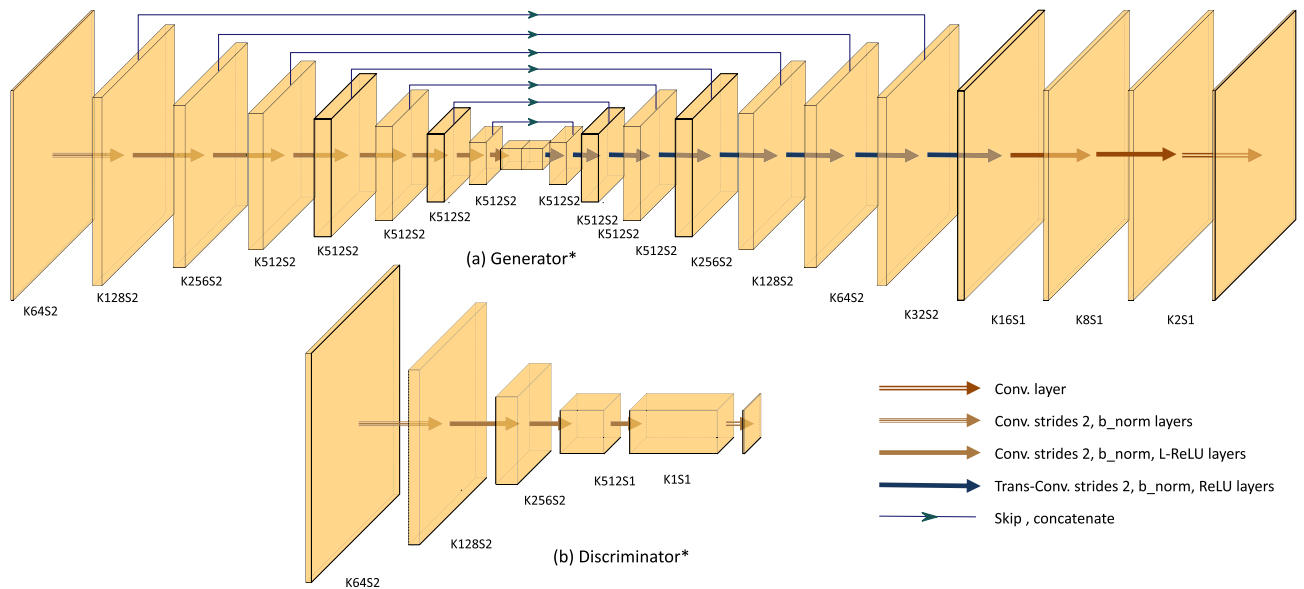 K64S2
K128S2
K256S2
K512S2
K512S2
K512S2
K512S2
K512S2
K512S2
K512S2
K512S2
K512S2
K256S2
K128S2
K64S2
K32S2
K16S1
K8S1
K2S1
(a) Generator*
K64S2
K128S2
K256S2
K512S1
K1S1
(b) Discriminator*
Conv. layer
Conv. strides 2, b_norm layers
Conv. strides 2, b_norm, L-ReLU layers
Trans-Conv. strides 2, b_norm, ReLU layers
Skip , concatenate